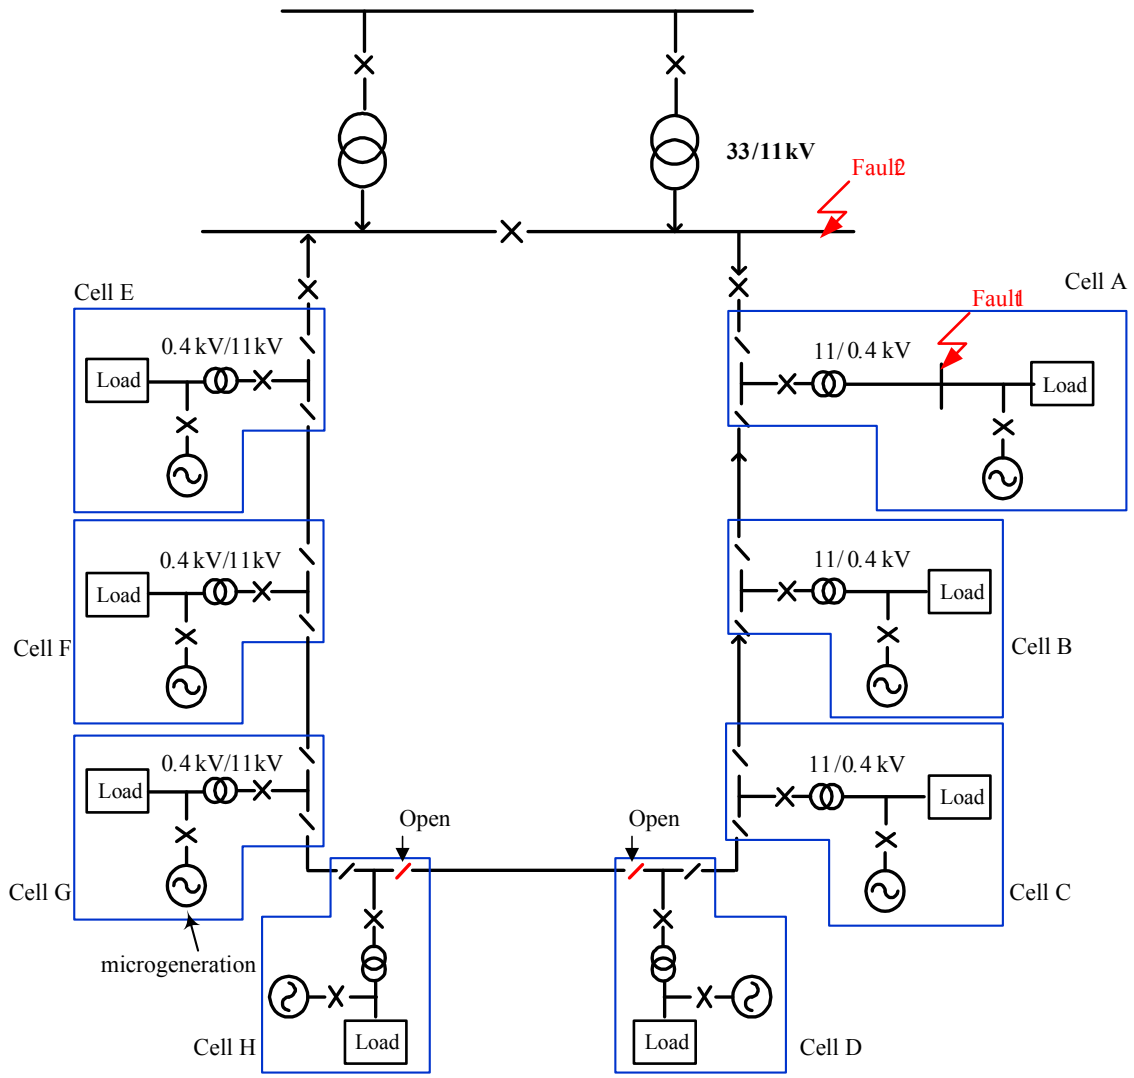 33/11kV
Fault2
Cell E
Cell A
Fault1
0.4 kV/11kV
11/0.4 kV
Load
Load
0.4 kV/11kV
11/0.4 kV
Load
Load
Cell F
Cell B
0.4 kV/11kV
11/0.4 kV
Load
Load
Open
Open
Cell G
Cell C
microgeneration
Load
Load
Cell H
Cell D